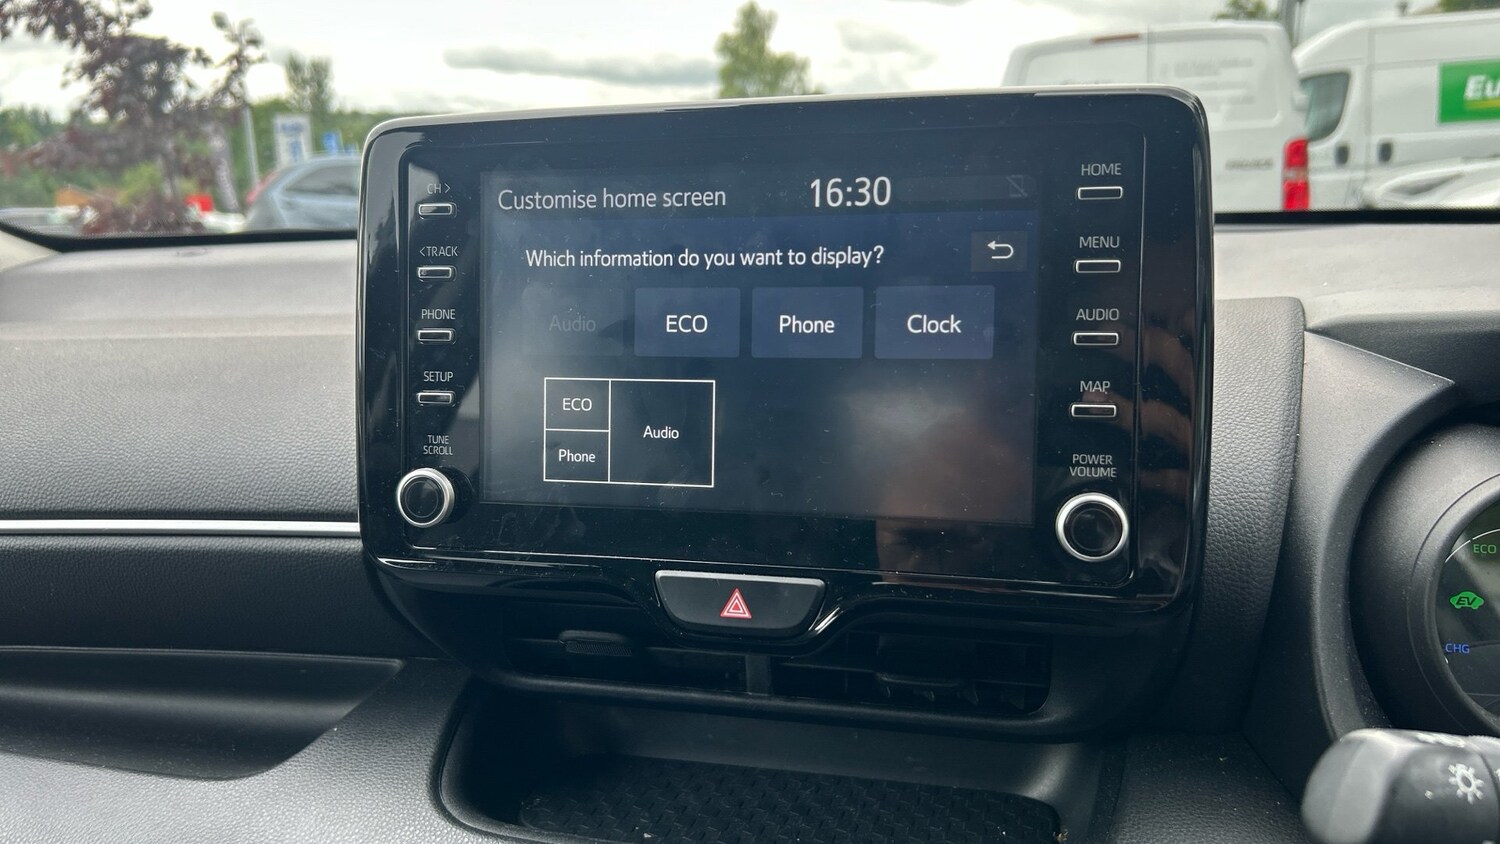 CH >
< TRACK
PHONE
SETUP
TUNE
SCROLL
Customise home screen
16:30
Which information do you want to display?
Audio
ECO
Phone
Clock
ECO
Phone
Audio
HOME
MENU
AUDIO
MAP
POWER
VOLUME
Eu
ECO
EV
CHG